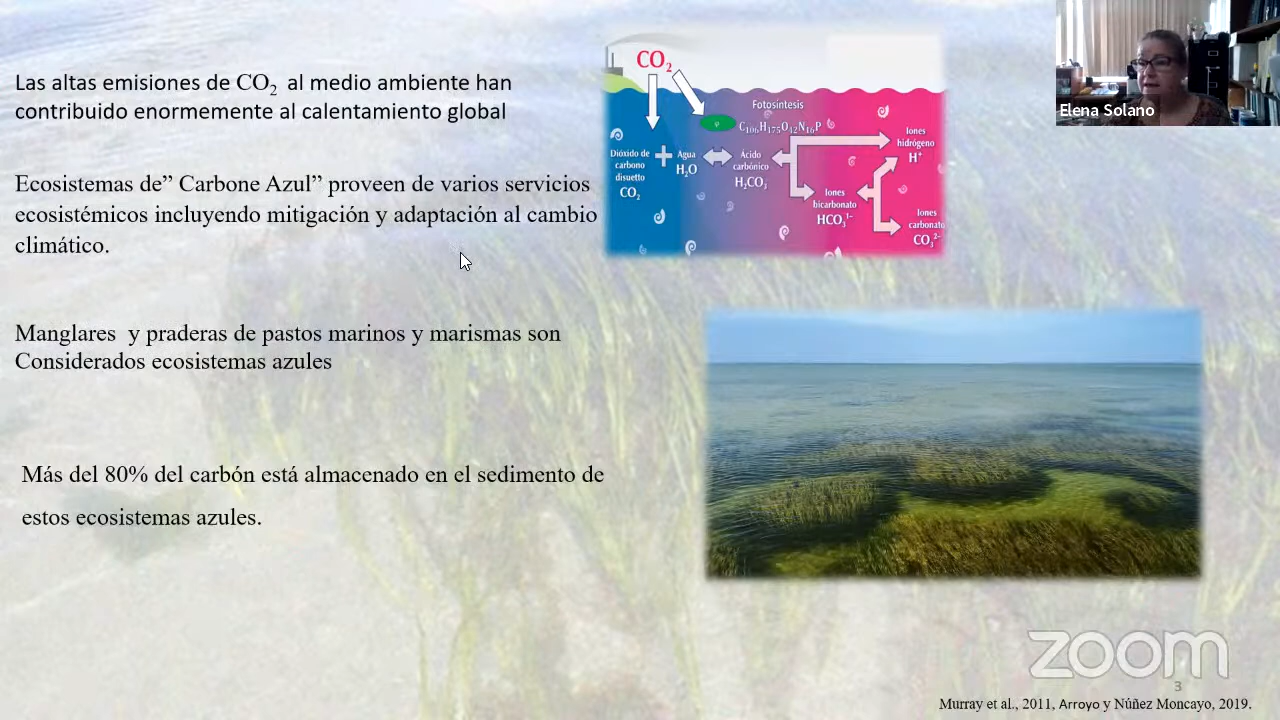 Las altas emisiones de CO₂ al medio ambiente han
contribuido enormemente al calentamiento global
Ecosistemas de” Carbone Azul” proveen de varios servicios
ecosistémicos incluyendo mitigación y adaptación al cambio
climático.
Manglares y praderas de pastos marinos y marismas son
Considerados ecosistemas azules
Más del 80% del carbón está almacenado en el sedimento de
estos ecosistemas azules.
CO₂
Fotosíntesis
C₁₀₆H₁₇₅O₄₂N₁₆P
Dióxido de
carbono
disuelto
CO₂
+
Agua
H₂O
Ácido
carbónico
H₂CO₃
Iones
bicarbonato
HCO₃¹⁻
Iones
hidrógeno
H⁺
Iones
carbonato
CO₃²⁻
Elena Solano
zoom
3
Murray et al., 2011, Arroyo y Núñez Moncayo, 2019.